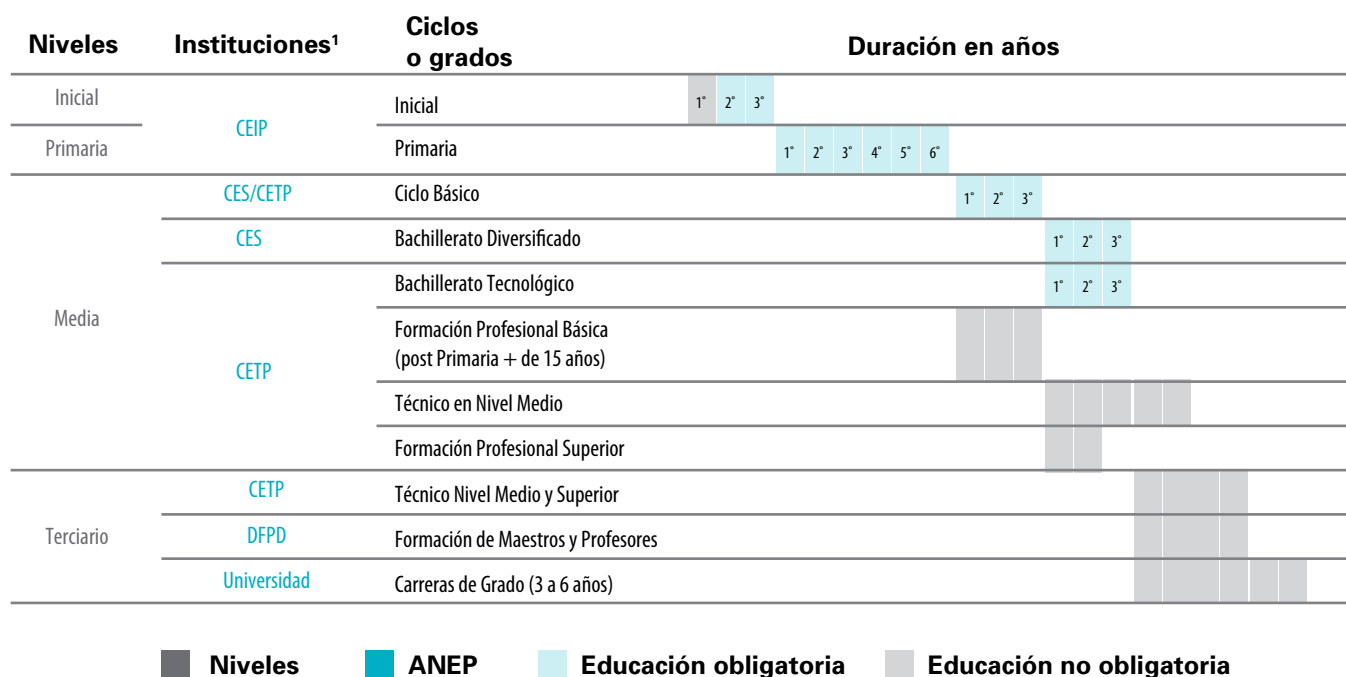 Niveles Instituciones¹ Ciclos
o grados Duración en años
Inicial CEIP Inicial 1° 2° 3°
Primaria Primaria 1° 2° 3° 4° 5° 6°
Media CES/CETP Ciclo Básico 1° 2° 3°
CES Bachillerato Diversificado 1° 2° 3°
CETP Bachillerato Tecnológico 1° 2° 3°
Formación Profesional Básica
(post Primaria + de 15 años)
Técnico en Nivel Medio
Formación Profesional Superior
Terciario CETP Técnico Nivel Medio y Superior
DFPD Formación de Maestros y Profesores
Universidad Carreras de Grado (3 a 6 años)
Niveles ANEP Educación obligatoria Educación no obligatoria